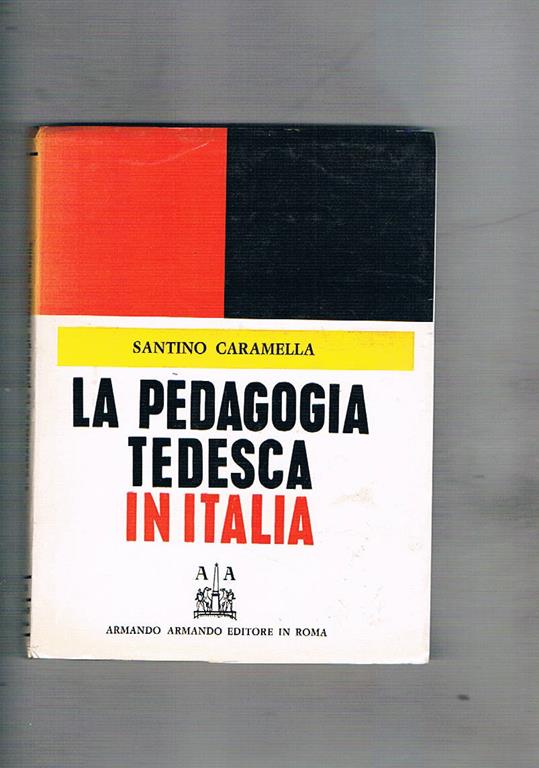 SANTINO CARAMELLA
LA PEDAGOGIA
TEDESCA
IN ITALIA
A A
ARMANDO ARMANDO EDITORE IN ROMA